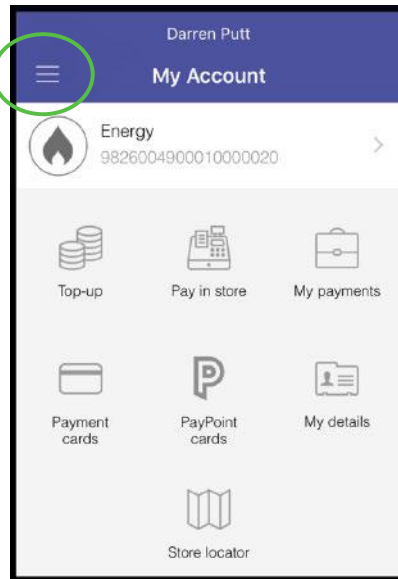 Darren Putt
My Account
Energy
9826004900010000020
Top-up
Pay in store
My payments
Payment
cards
PayPoint
cards
My details
Store locator